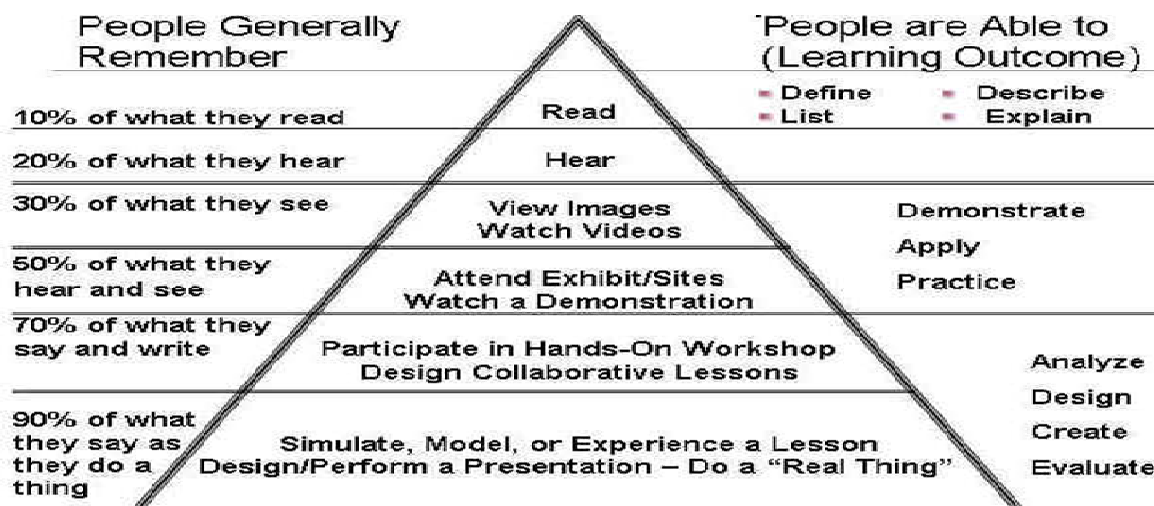 People Generally
Remember
People are Able to
(Learning Outcome)
10% of what they read
Read
Define
Describe
List
Explain
20% of what they hear
Hear
30% of what they see
View Images
Watch Videos
Demonstrate
Apply
Practice
50% of what they
hear and see
Attend Exhibit/Sites
Watch a Demonstration
70% of what they
say and write
Participate in Hands-On Workshop
Design Collaborative Lessons
Analyze
Design
Create
Evaluate
90% of what
they say as
they do a
thing
Simulate, Model, or Experience a Lesson
Design/Perform a Presentation – Do a “Real Thing”